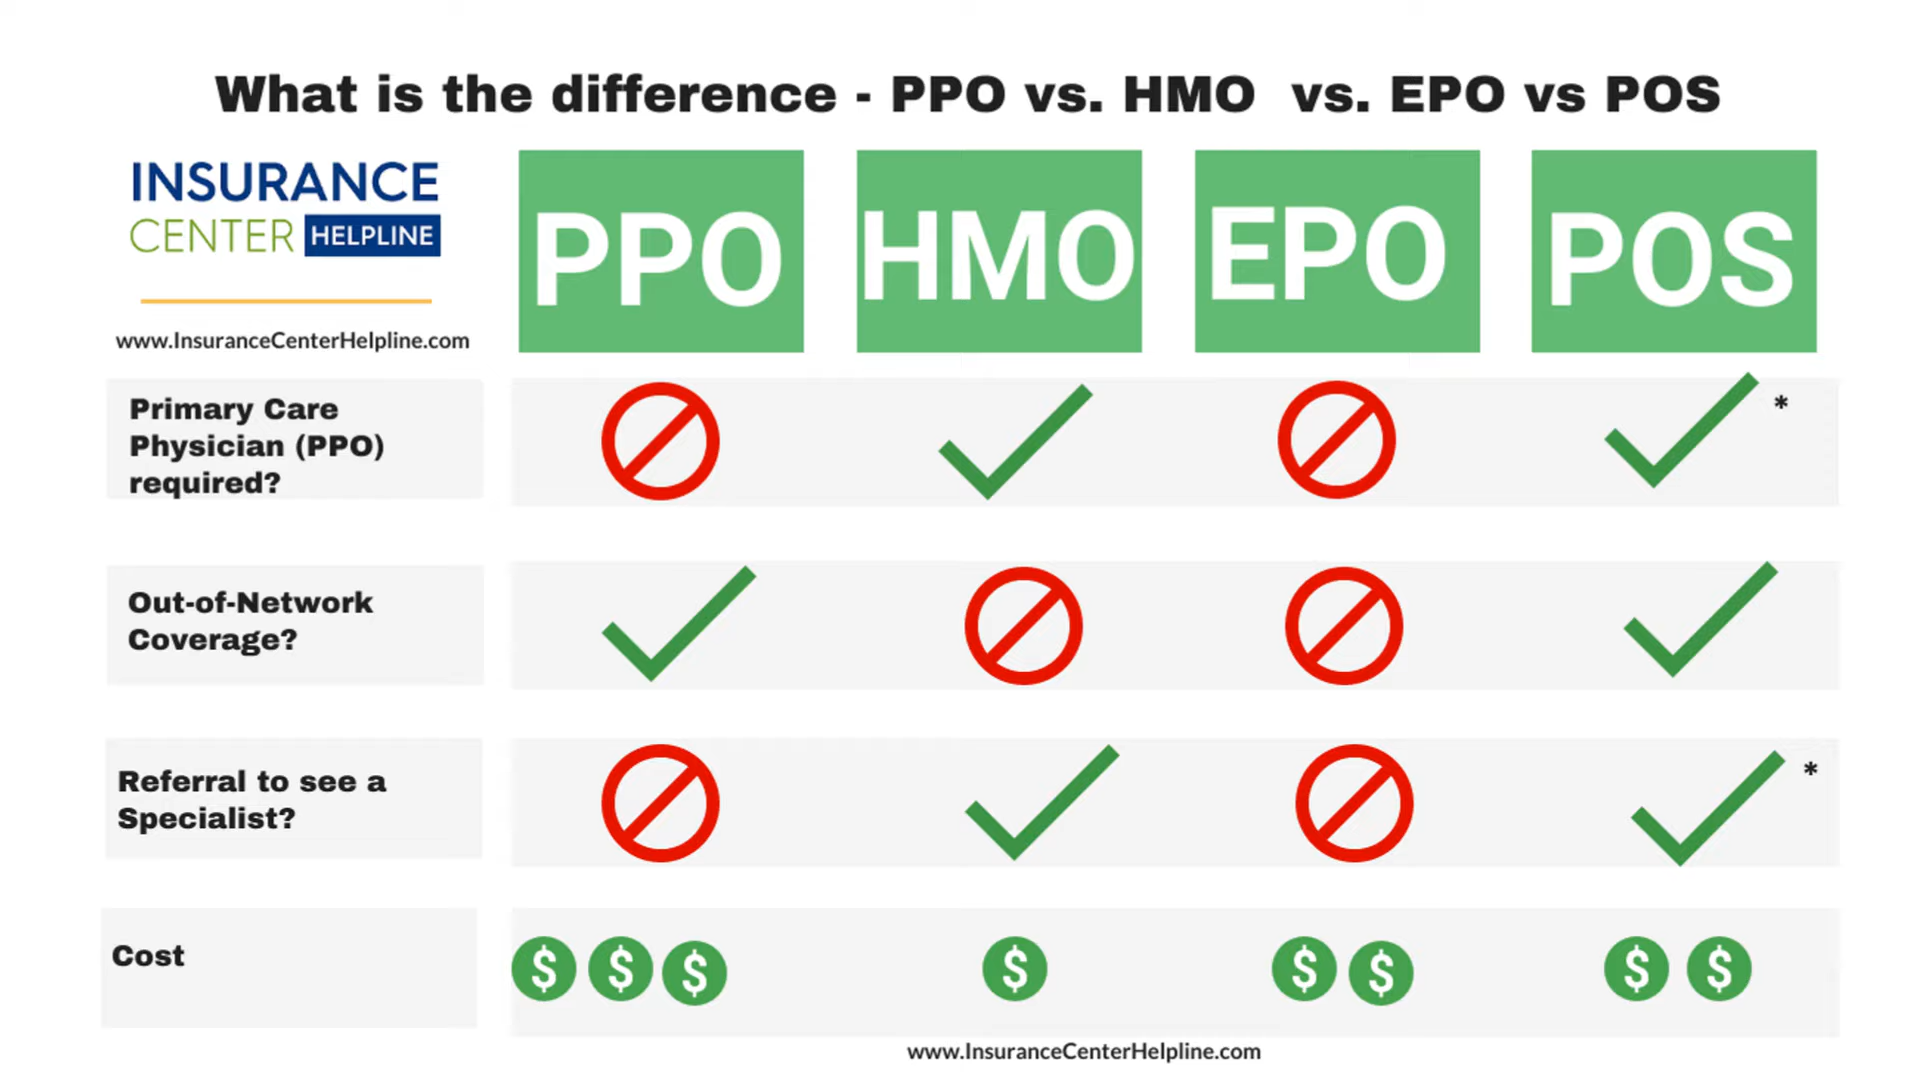 What is the difference - PPO vs. HMO vs. EPO vs POS
INSURANCE
CENTER HELPLINE
www.InsuranceCenterHelpline.com
PPO
HMO
EPO
POS
Primary Care
Physician (PPO)
required?
*
Out-of-Network
Coverage?
Referral to see a
Specialist?
*
Cost
$ $ $
$
$ $
$ $
www.InsuranceCenterHelpline.com